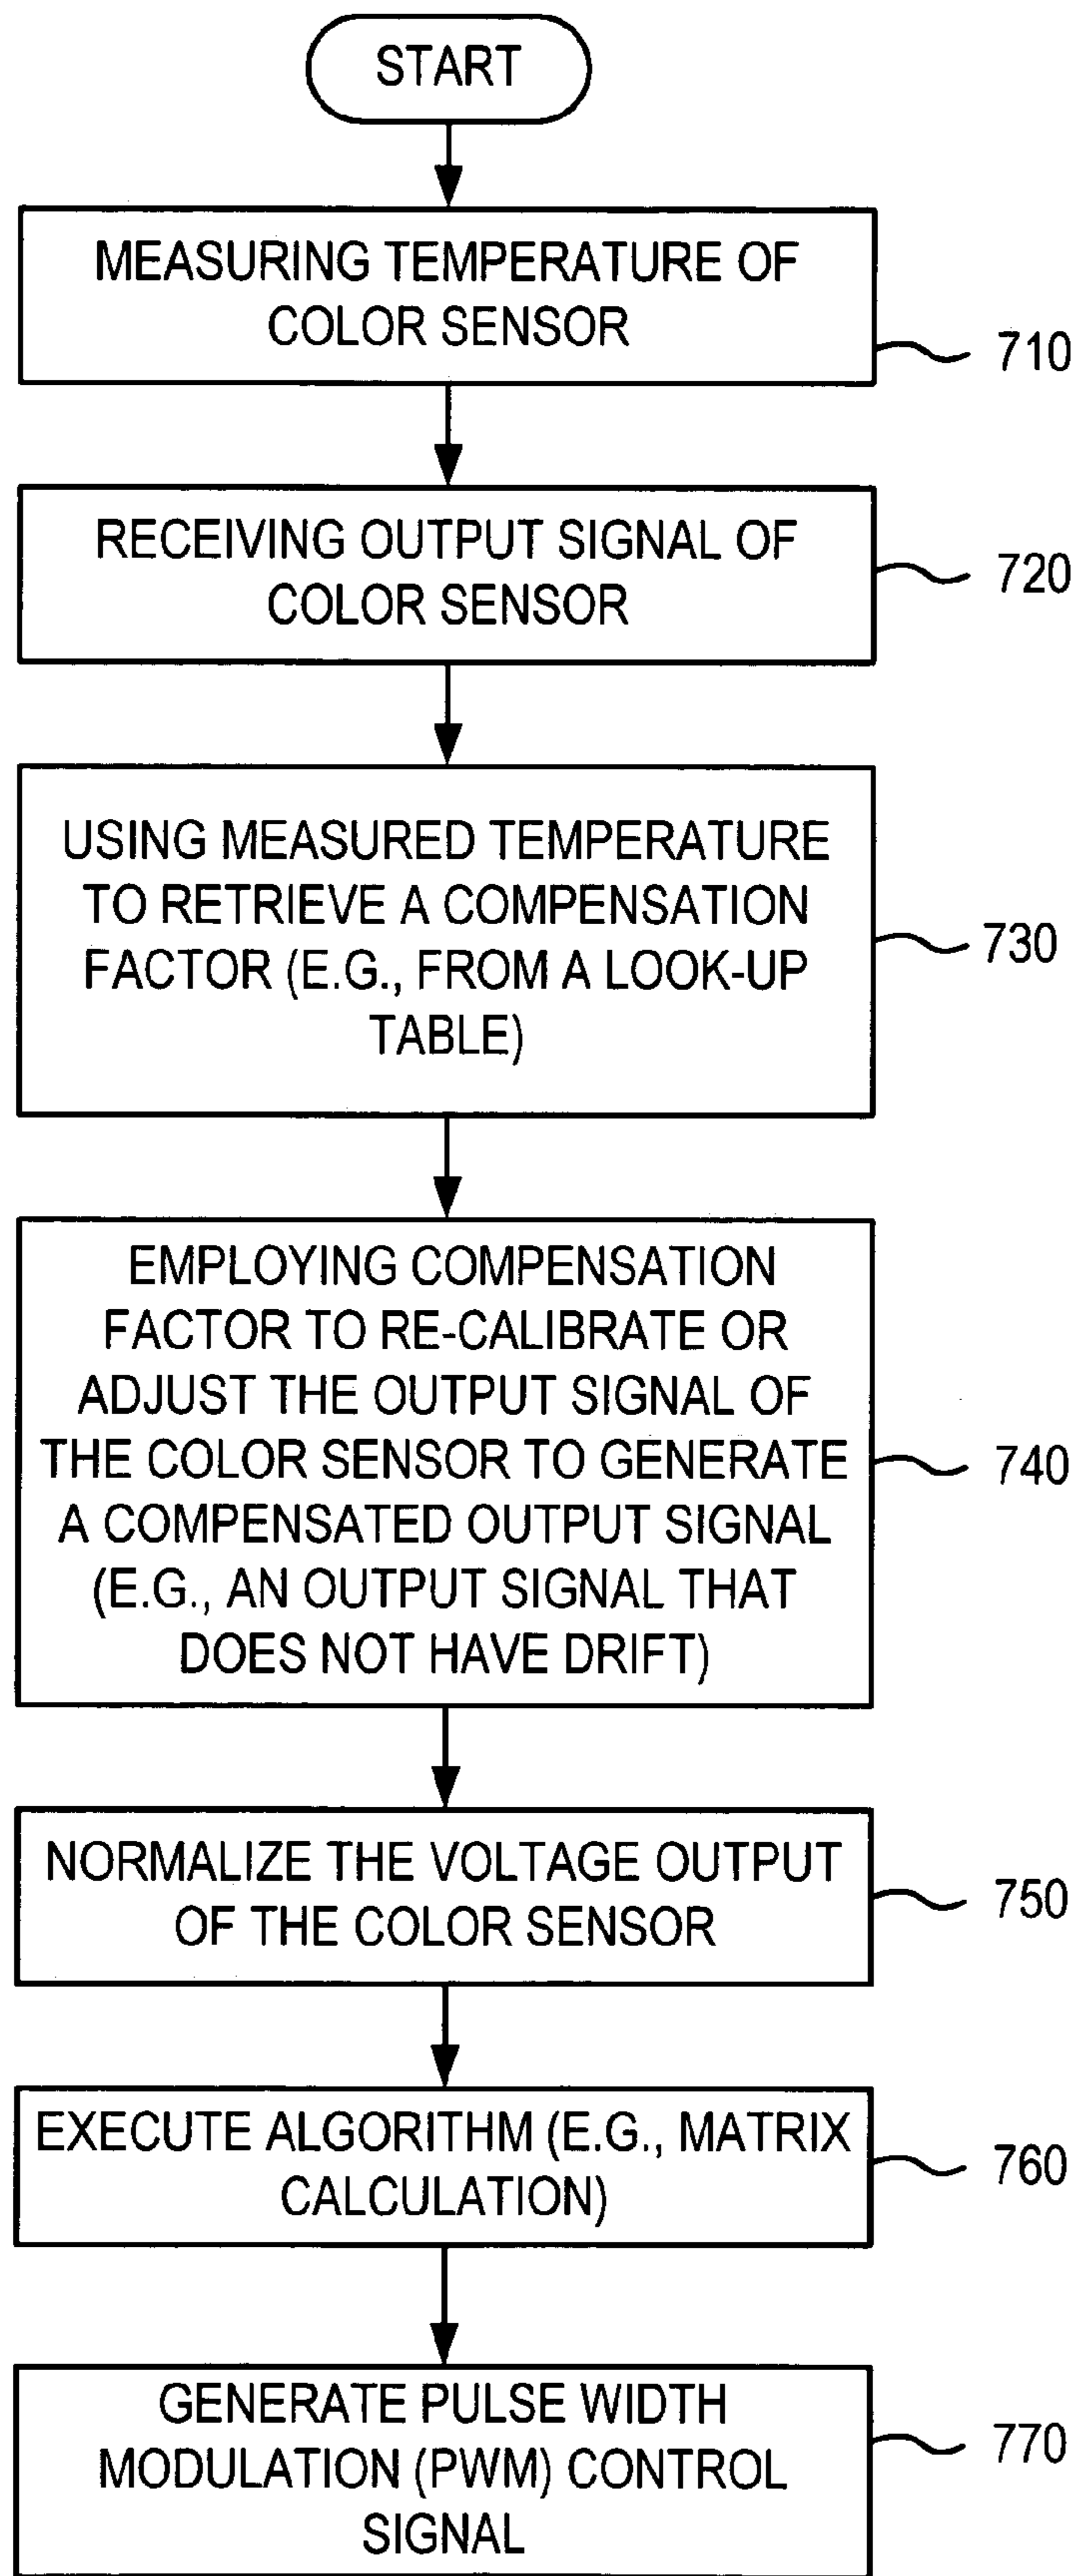 START
MEASURING TEMPERATURE OF
COLOR SENSOR
710
RECEIVING OUTPUT SIGNAL OF
COLOR SENSOR
720
USING MEASURED TEMPERATURE
TO RETRIEVE A COMPENSATION
FACTOR (E.G., FROM A LOOK-UP
TABLE)
730
EMPLOYING COMPENSATION
FACTOR TO RE-CALIBRATE OR
ADJUST THE OUTPUT SIGNAL OF
THE COLOR SENSOR TO GENERATE
A COMPENSATED OUTPUT SIGNAL
(E.G., AN OUTPUT SIGNAL THAT
DOES NOT HAVE DRIFT)
740
NORMALIZE THE VOLTAGE OUTPUT
OF THE COLOR SENSOR
750
EXECUTE ALGORITHM (E.G., MATRIX
CALCULATION)
760
GENERATE PULSE WIDTH
MODULATION (PWM) CONTROL
SIGNAL
770